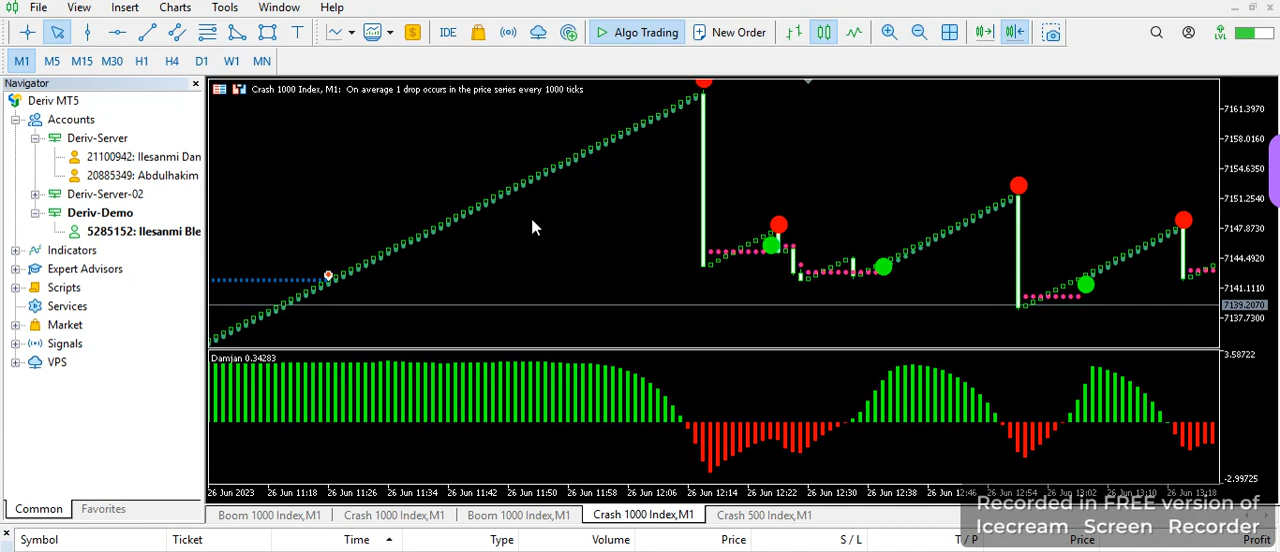 File View Insert Charts Tools Window Help
IDE Algo Trading New Order LVL
M1 M5 M15 M30 H1 H4 D1 W1 MN
Navigator
Deriv MT5
Accounts
Deriv-Server
21100942: Ilesanmi Dan
20885349: Abdulhakim
Deriv-Server-02
Deriv-Demo
5285152: Ilesanmi Ble
Indicators
Expert Advisors
Scripts
Services
Market
Signals
VPS
Common Favorites
Crash 1000 Index, M1: On average 1 drop occurs in the price series every 1000 ticks
7161.3970
7158.0160
7154.6350
7151.2540
7147.8730
7144.4920
7141.1110
7139.2070
7137.7300
Damjan 0.34283
3.58722
-2.99725
26 Jun 2023 26 Jun 11:18 26 Jun 11:26 26 Jun 11:34 26 Jun 11:42 26 Jun 11:50 26 Jun 11:58 26 Jun 12:06 26 Jun 12:14 26 Jun 12:22 26 Jun 12:30 26 Jun 12:38 26 Jun 12:46 26 Jun 12:54 26 Jun 13:02 26 Jun 13:10 26 Jun 13:18
Boom 1000 Index,M1 Crash 1000 Index,M1 Boom 1000 Index,M1 Crash 1000 Index,M1 Crash 500 Index,M1
Recorded in FREE version of
Icecream Screen Recorder
Symbol Ticket Time Type Volume Price S / L T / P Price Profit